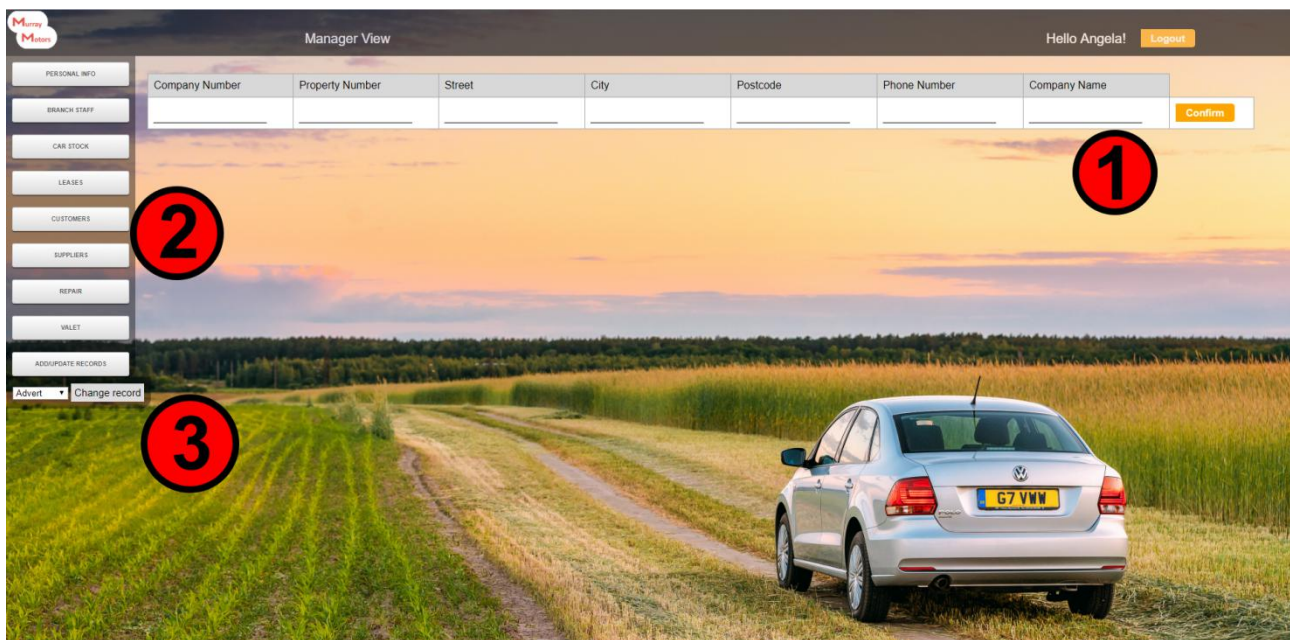 Murray
Motors
Manager View
Hello Angela!
Logout
PERSONAL INFO
BRANCH STAFF
CAR STOCK
LEASES
CUSTOMERS
SUPPLIERS
REPAIR
VALET
ADD/UPDATE RECORDS
Advert
Change record
Company Number Property Number Street City Postcode Phone Number Company Name
Confirm
1
2
3
G7 VWW